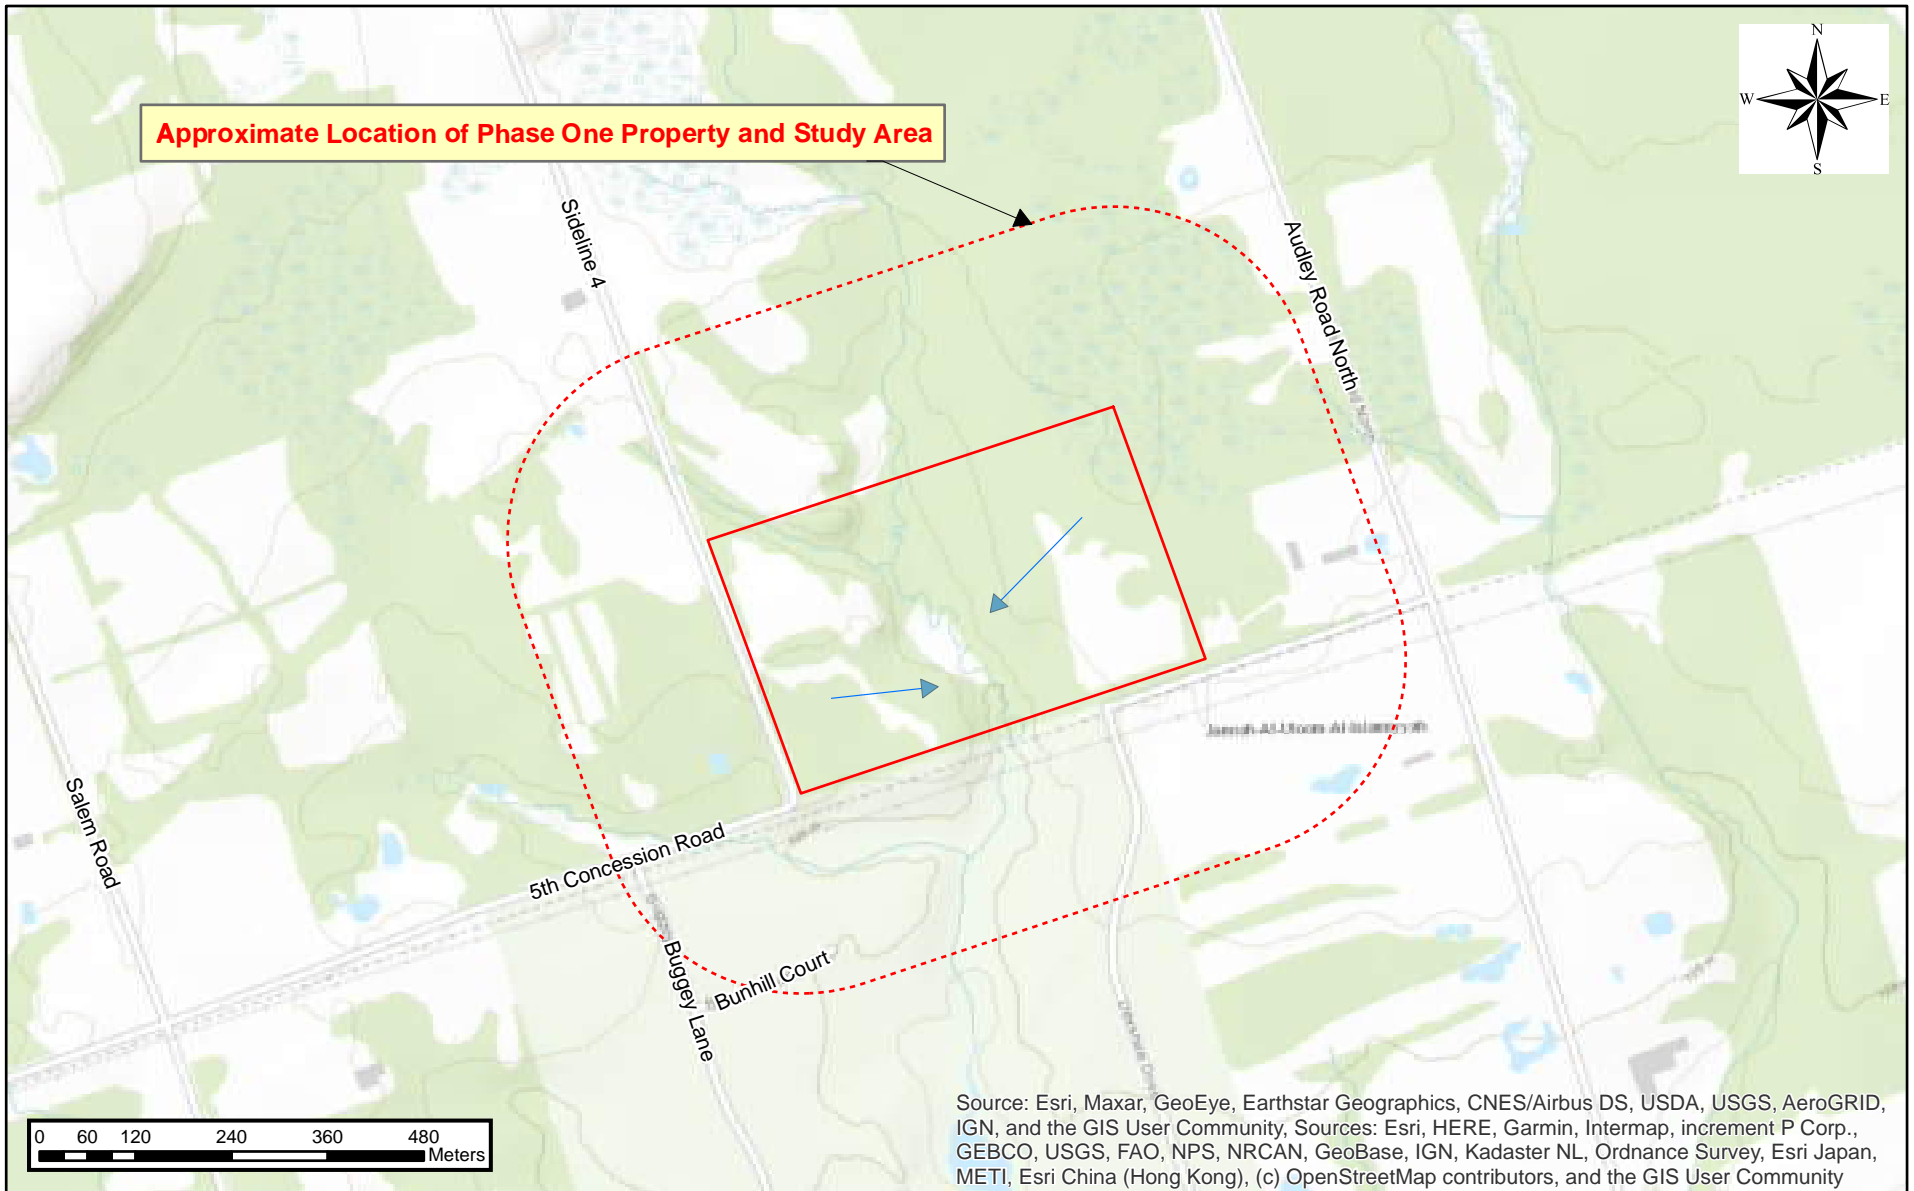 N
W E
S
Approximate Location of Phase One Property and Study Area
Sideline 4
Audley Road North
Salem Road
5th Concession Road
Buggey Lane
Bunhill Court
0 60 120 240 360 480
Meters
Source: Esri, Maxar, GeoEye, Earthstar Geographics, CNES/Airbus DS, USDA, USGS, AeroGRID,
IGN, and the GIS User Community, Sources: Esri, HERE, Garmin, Intermap, increment P Corp.,
GEBCO, USGS, FAO, NPS, NRCAN, GeoBase, IGN, Kadaster NL, Ordnance Survey, Esri Japan,
METI, Esri China (Hong Kong), (c) OpenStreetMap contributors, and the GIS User Community